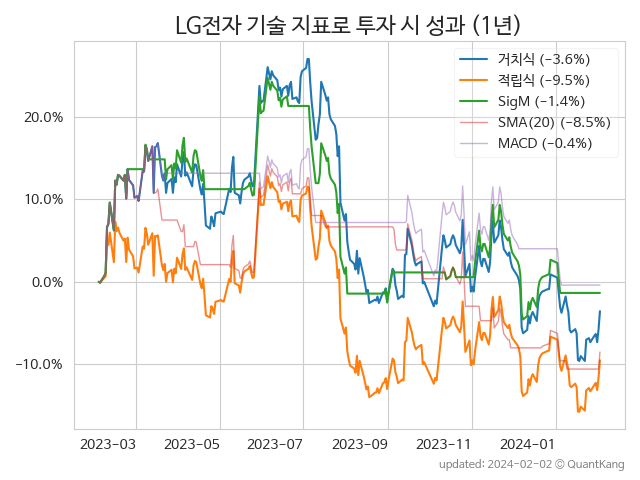 LG전자 기술 지표로 투자 시 성과 (1년)
거치식 (−3.6%)
적립식 (−9.5%)
SigM (−1.4%)
SMA(20) (−8.5%)
MACD (−0.4%)
20.0%
10.0%
0.0%
−10.0%
2023-03 2023-05 2023-07 2023-09 2023-11 2024-01
updated: 2024-02-02 © QuantKang